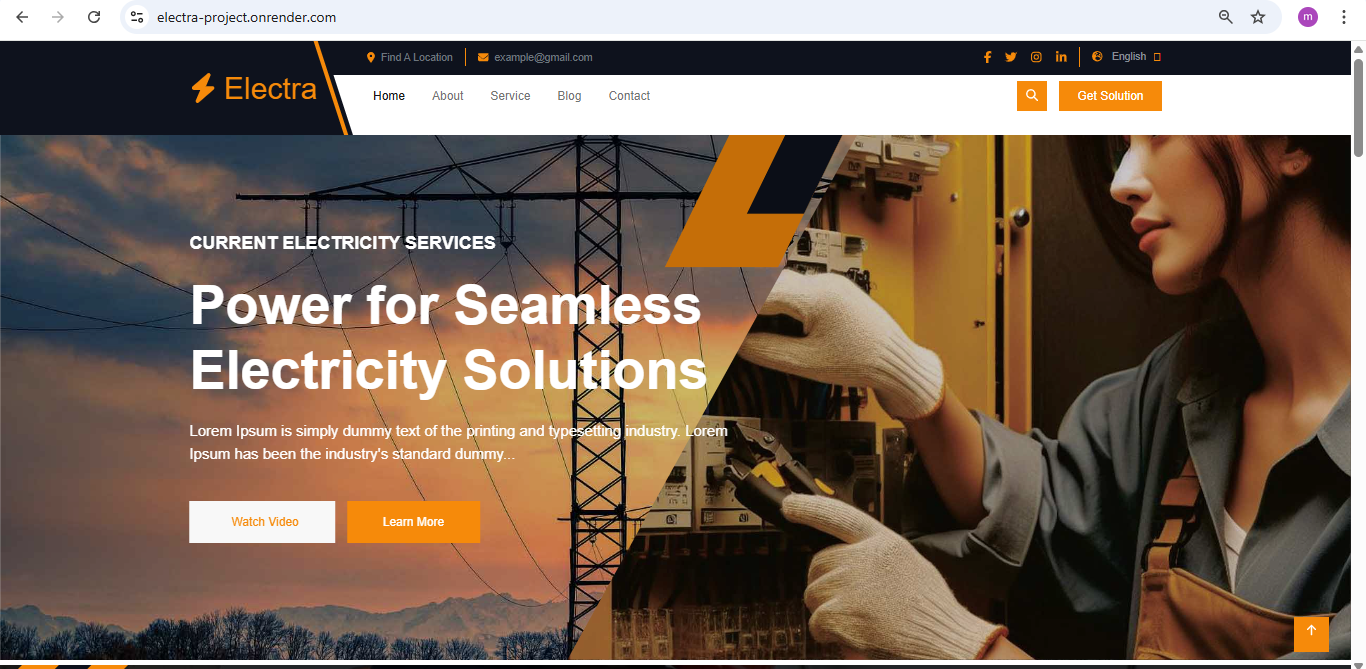 electra-project.onrender.com
m
Find A Location
example@gmail.com
English
Electra
Home
About
Service
Blog
Contact
Get Solution
CURRENT ELECTRICITY SERVICES
Power for Seamless
Electricity Solutions
Lorem Ipsum is simply dummy text of the printing and typesetting industry. Lorem
Ipsum has been the industry's standard dummy...
Watch Video
Learn More